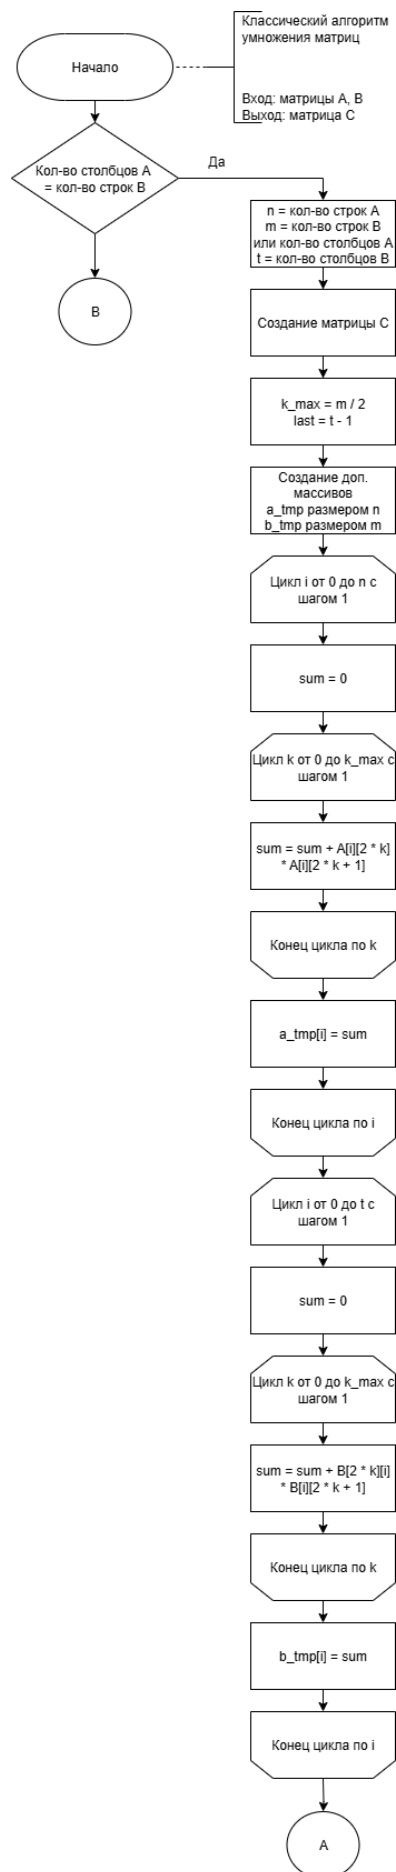 Классический алгоритм
умножения матриц
Вход: матрицы А, В
Выход: матрица С
Начало
Кол-во столбцов А
= кол-во строк В
Да
В
n = кол-во строк А
m = кол-во строк В
или кол-во столбцов А
t = кол-во столбцов В
Создание матрицы С
k_max = m / 2
last = t - 1
Создание доп.
массивов
a_tmp размером n
b_tmp размером m
Цикл i от 0 до n с
шагом 1
sum = 0
Цикл k от 0 до k_max с
шагом 1
sum = sum + A[i][2 * k]
* A[i][2 * k + 1]
Конец цикла по k
a_tmp[i] = sum
Конец цикла по i
Цикл i от 0 до t с
шагом 1
sum = 0
Цикл k от 0 до k_max с
шагом 1
sum = sum + B[2 * k][i]
* B[i][2 * k + 1]
Конец цикла по k
b_tmp[i] = sum
Конец цикла по i
А